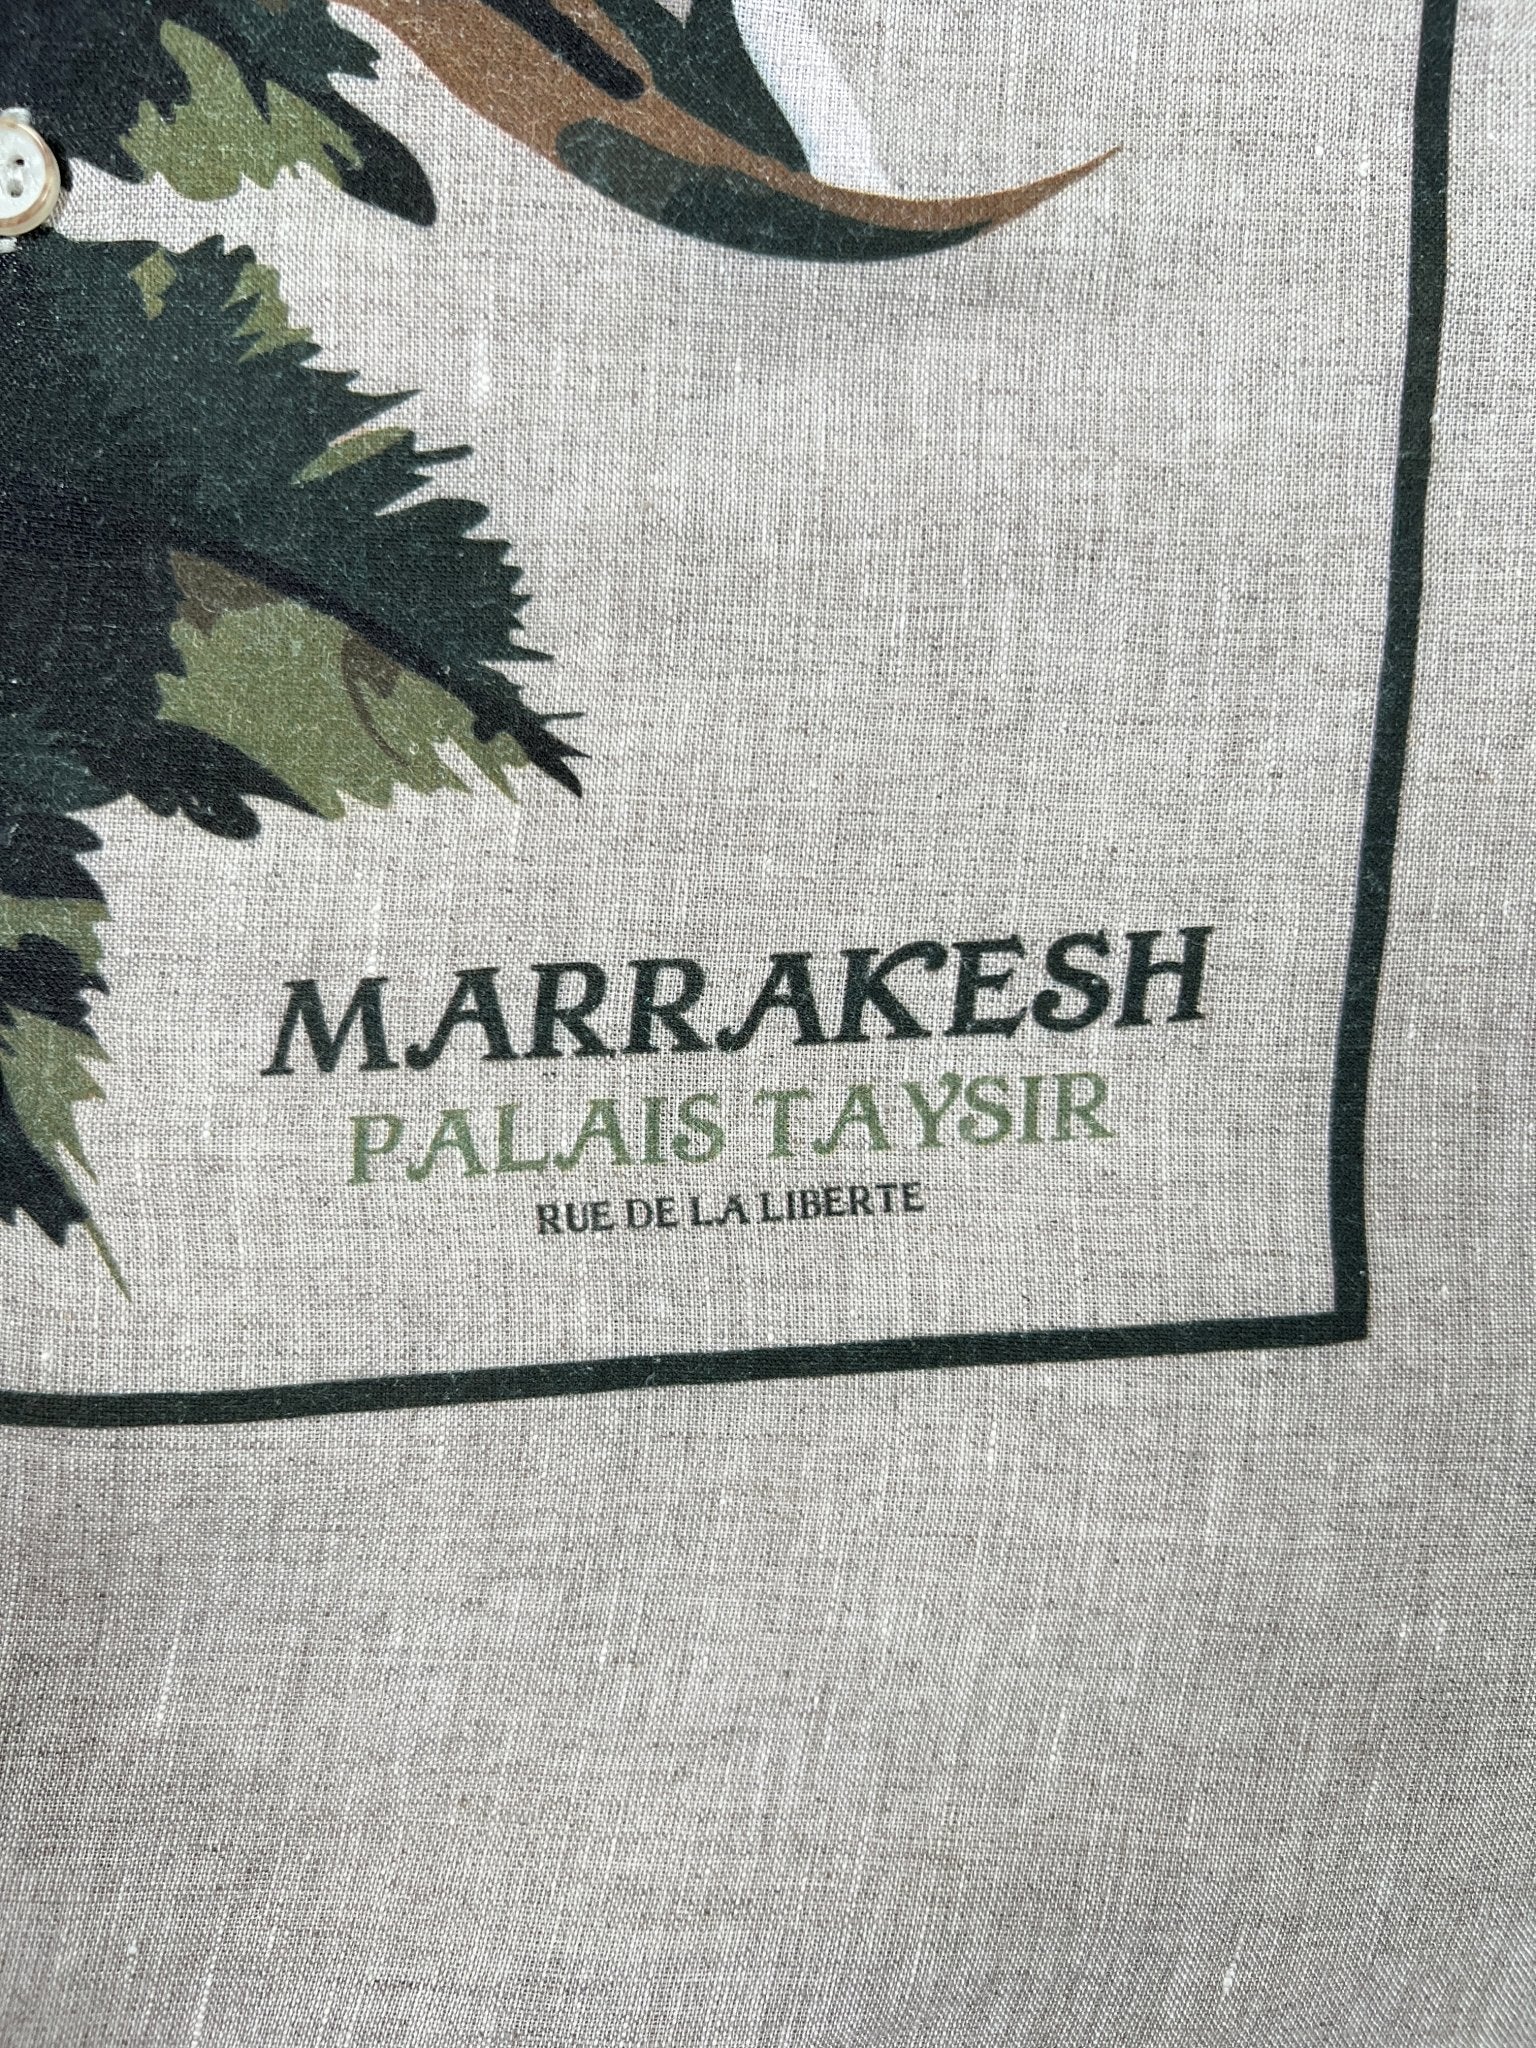 MARRAKESH
PALAIS TAYSIR
RUE DE LA LIBERTE